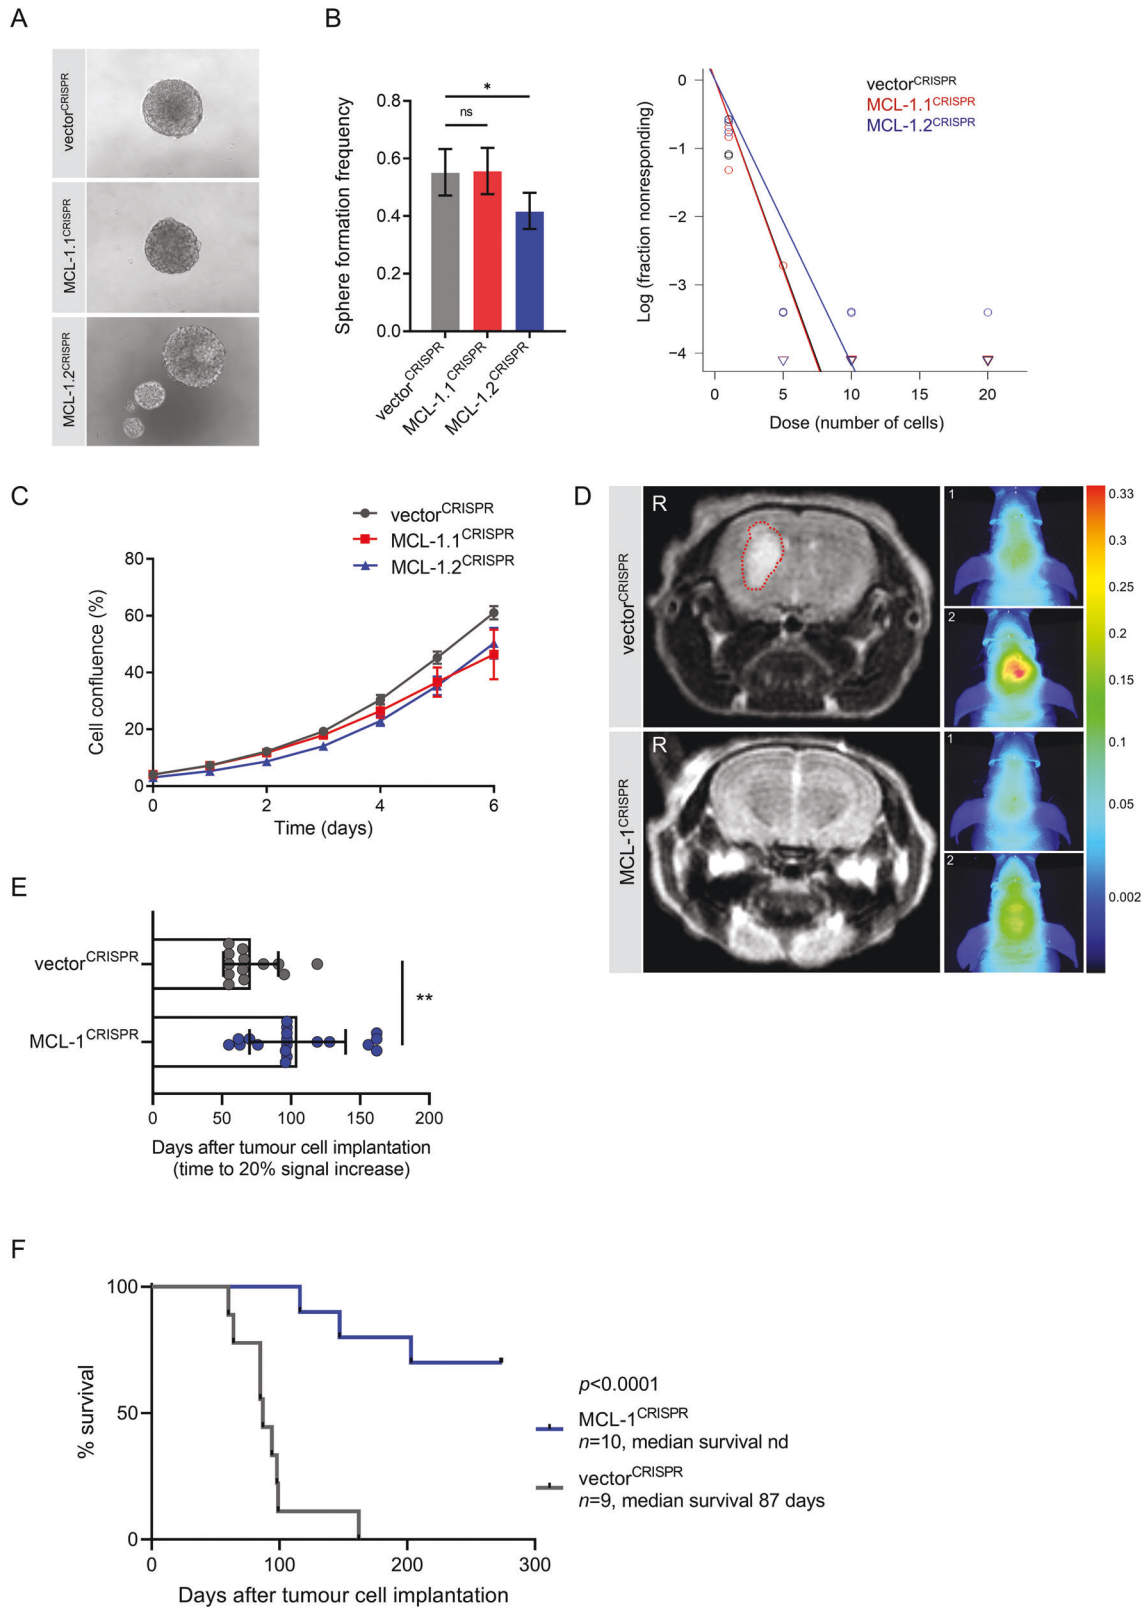 A
vectorCRISPR
MCL-1.1CRISPR
MCL-1.2CRISPR
B
Sphere formation frequency
0.8
0.6
0.4
0.2
0.0
*
ns
vectorCRISPR
MCL-1.1CRISPR
MCL-1.2CRISPR
Log (fraction nonresponding)
0
−1
−2
−3
−4
vectorCRISPR
MCL-1.1CRISPR
MCL-1.2CRISPR
0
5
10
15
20
Dose (number of cells)
C
vectorCRISPR
MCL-1.1CRISPR
MCL-1.2CRISPR
Cell confluence (%)
80
60
40
20
0
0
2
4
6
Time (days)
D
vectorCRISPR
R
1
2
MCL-1CRISPR
R
1
2
0.33
0.3
0.25
0.2
0.15
0.1
0.05
0.002
E
vectorCRISPR
MCL-1CRISPR
**
0
50
100
150
200
Days after tumour cell implantation
(time to 20% signal increase)
F
% survival
100
50
0
0
100
200
300
Days after tumour cell implantation
p<0.0001
MCL-1CRISPR
n=10, median survival nd
vectorCRISPR
n=9, median survival 87 days